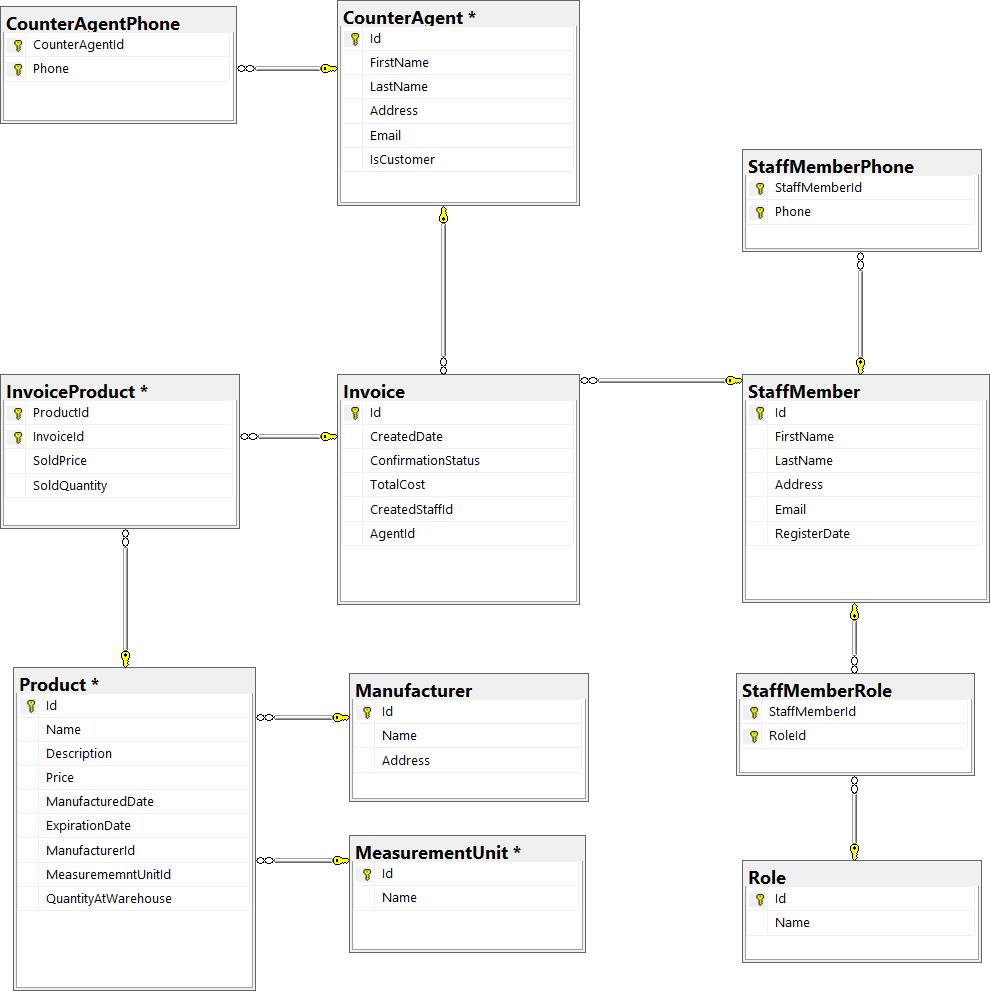 CounterAgentPhone
CounterAgentId
Phone
CounterAgent *
Id
FirstName
LastName
Address
Email
IsCustomer
StaffMemberPhone
StaffMemberId
Phone
InvoiceProduct *
ProductId
InvoiceId
SoldPrice
SoldQuantity
Invoice
Id
CreatedDate
ConfirmationStatus
TotalCost
CreatedStaffId
AgentId
StaffMember
Id
FirstName
LastName
Address
Email
RegisterDate
Product *
Id
Name
Description
Price
ManufacturedDate
ExpirationDate
ManufacturerId
MeasurememntUnitId
QuantityAtWarehouse
Manufacturer
Id
Name
Address
StaffMemberRole
StaffMemberId
RoleId
MeasurementUnit *
Id
Name
Role
Id
Name